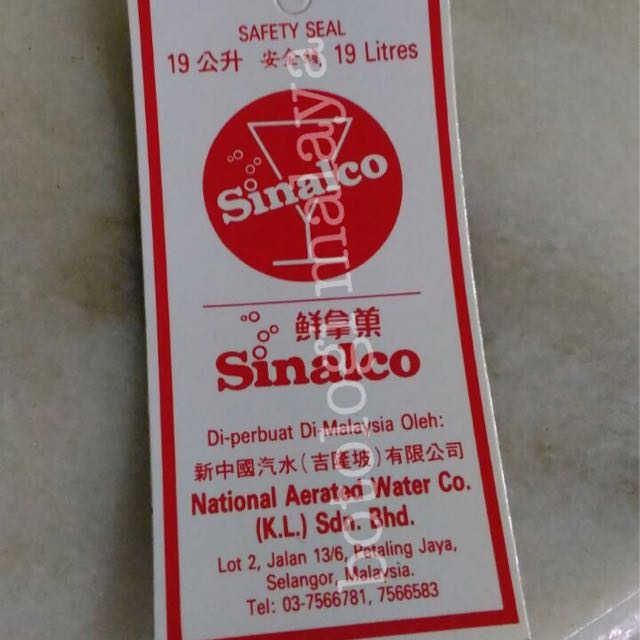 SAFETY SEAL
19 公升 安全 19 Litres
Sinalco
鮮拿菓
Sinalco
Di-perbuat Di-Malaysia Oleh:
新中國汽水(吉隆坡)有限公司
National Aerated Water Co.
(K.L.) Sdn. Bhd.
Lot 2, Jalan 13/6, Petaling Jaya,
Selangor, Malaysia.
Tel: 03-7566781, 7566583
botologi malaya